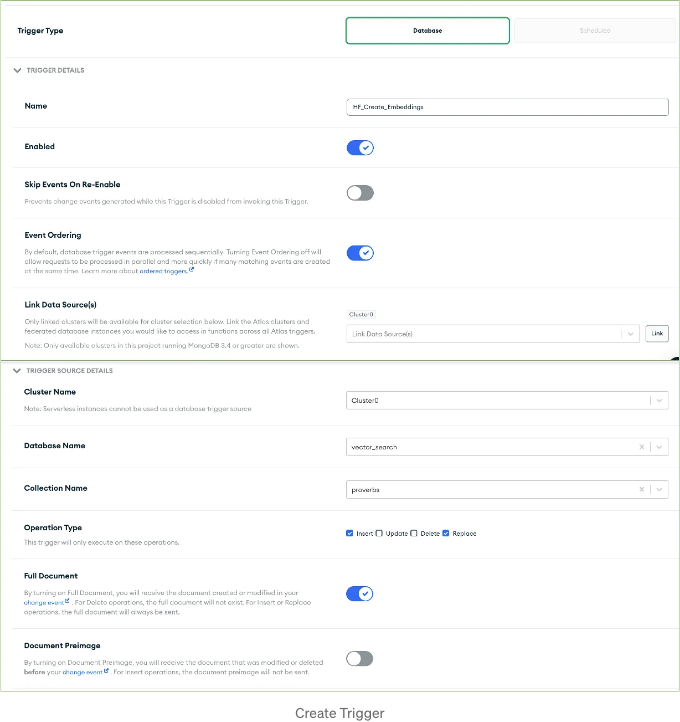 Trigger Type
Database
Scheduled
TRIGGER DETAILS
Name
HF_Create_Embeddings
Enabled
Skip Events On Re-Enable
Prevents change events generated while this Trigger is disabled from invoking this Trigger.
Event Ordering
By default, database trigger events are processed sequentially. Turning Event Ordering off will
allow requests to be processed in parallel and more quickly if many matching events are created
at the same time. Learn more about ordered triggers.
Link Data Source(s)
Cluster0
Only linked clusters will be available for cluster selection below. Link the Atlas clusters and
federated database instances you would like to access in functions across all Atlas triggers.
Link Data Source(s)
Link
Note: Only available clusters in this project running MongoDB 3.4 or greater are shown.
TRIGGER SOURCE DETAILS
Cluster Name
Note: Serverless instances cannot be used as a database trigger source
Cluster0
Database Name
vector_search
Collection Name
proverbs
Operation Type
This trigger will only execute on these operations.
Insert Update Delete Replace
Full Document
By turning on Full Document, you will receive the document created or modified in your
change event . For Delete operations, the full document will not exist. For Insert or Replace
operations, the full document will always be sent.
Document Preimage
By turning on Document Preimage, you will receive the document that was modified or deleted
before your change event . For Insert operations, the document preimage will not be sent.
Create Trigger